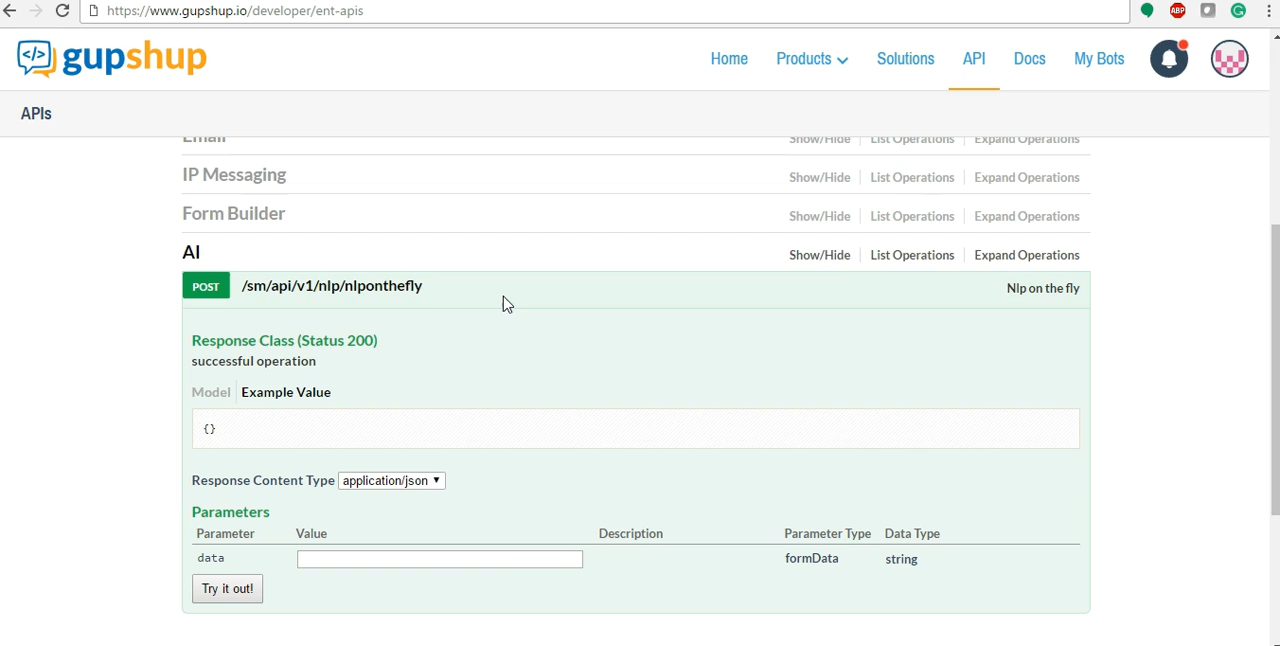 https://www.gupshup.io/developer/ent-apis
ABP
</> gupshup
Home Products Solutions API Docs My Bots
APIs
Email Show/Hide List Operations Expand Operations
IP Messaging Show/Hide List Operations Expand Operations
Form Builder Show/Hide List Operations Expand Operations
AI Show/Hide List Operations Expand Operations
POST /sm/api/v1/nlp/nlponthefly Nlp on the fly
Response Class (Status 200)
successful operation
Model Example Value
{}
Response Content Type application/json
Parameters
Parameter Value Description Parameter Type Data Type
data formData string
Try it out!